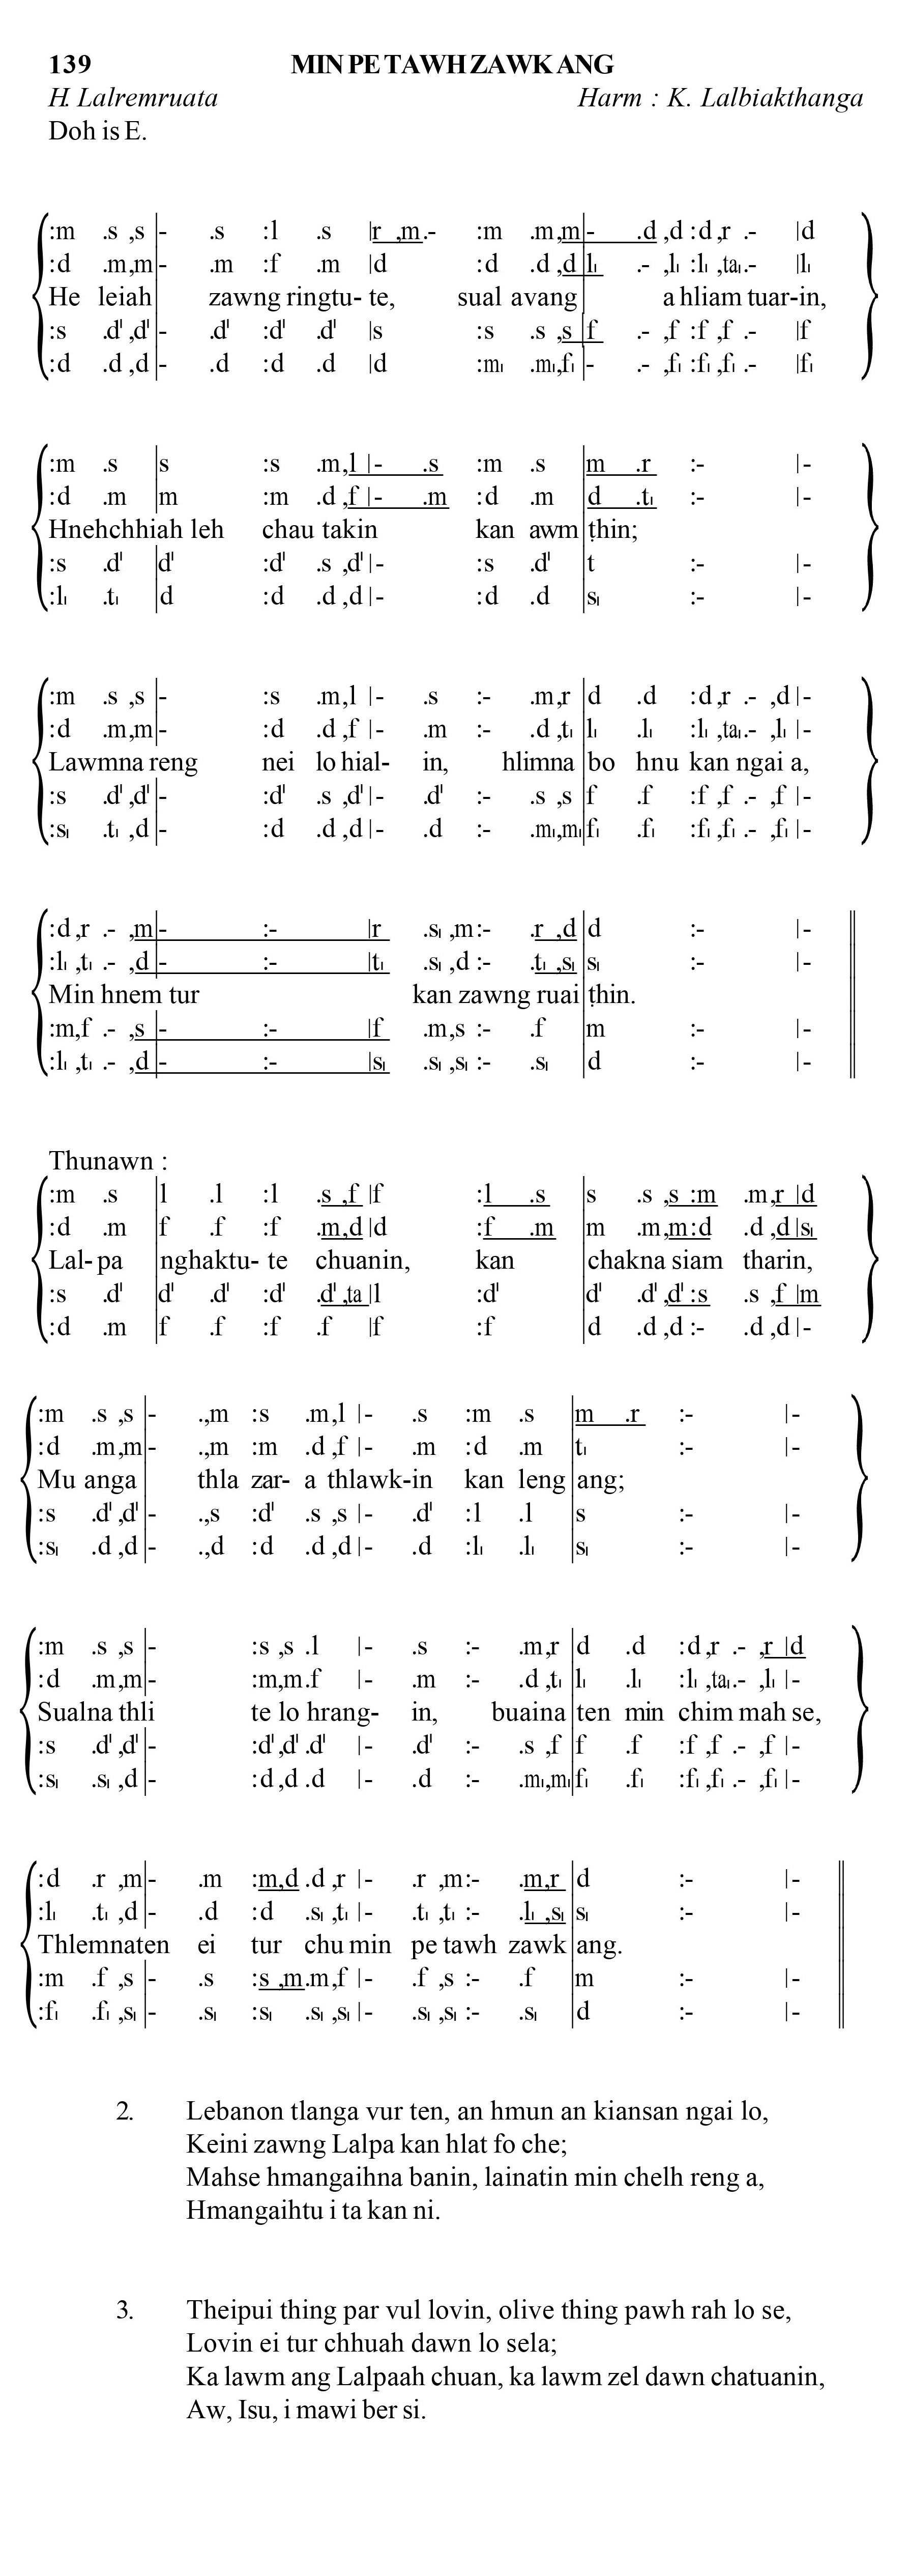 139 MIN PE TAWH ZAWK ANG
H. Lalremruata Harm : K. Lalbiakthanga
Doh is E.
:m .s ,s |- .s :l .s |r ,m.- :m .m,m|- .d ,d :d ,r .- |d
:d .m,m|- .m :f .m |d :d .d ,d |l₁ .- ,l₁ :l₁ ,ta₁.- |l₁
He leiah zawng ringtu- te, sual avang a hliam tuar-in,
:s .d' ,d' |- .d' :d' .d' |s :s .s ,s |f .- ,f :f ,f .- |f
:d .d ,d |- .d :d .d |d :m₁ .m₁,f₁ |- .- ,f₁ :f₁ ,f₁ .- |f₁
:m .s |s :s .m,l |- .s :m .s |m .r :- |-
:d .m |m :m .d ,f |- .m :d .m |d .t₁ :- |-
Hnehchhiah leh chau takin kan awm ṭhin;
:s .d' |d' :d' .s ,d' |- :s .d' |t :- |-
:l₁ .t₁ |d :d .d ,d |- :d .d |s₁ :- |-
:m .s ,s |- :s .m,l |- .s :- .m,r |d .d :d ,r .- ,d |-
:d .m,m|- :d .d ,f |- .m :- .d ,t₁ |l₁ .l₁ :l₁ ,ta₁.- ,l₁ |-
Lawmna reng nei lo hial- in, hlimna bo hnu kan ngai a,
:s .d' ,d' |- :d' .s ,d' |- .d' :- .s ,s |f .f :f ,f .- ,f |-
:s₁ .t₁ ,d |- :d .d ,d |- .d :- .m₁,m₁|f₁ .f₁ :f₁ ,f₁ .- ,f₁ |-
:d ,r .- ,m|- :- |r .s₁ ,m:- .r ,d |d :- |-
:l₁ ,t₁ .- ,d |- :- |t₁ .s₁ ,d :- .t₁ ,s₁ |s₁ :- |-
Min hnem tur kan zawng ruai ṭhin.
:m,f .- ,s |- :- |f .m,s :- .f |m :- |-
:l₁ ,t₁ .- ,d |- :- |s₁ .s₁ ,s₁ :- .s₁ |d :- |-
Thunawn :
:m .s |l .l :l .s ,f |f :l .s |s .s ,s :m .m,r |d
:d .m |f .f :f .m,d |d :f .m |m .m,m:d .d ,d |s₁
Lal- pa nghaktu- te chuanin, kan chakna siam tharin,
:s .d' |d' .d' :d' .d' ,ta |l :d' |d' .d' ,d' :s .s ,f |m
:d .m |f .f :f .f |f :f |d .d ,d :- .d ,d |-
:m .s ,s |- .,m :s .m,l |- .s :m .s |m .r :- |-
:d .m,m|- .,m :m .d ,f |- .m :d .m |t₁ :- |-
Mu anga thla zar- a thlawk-in kan leng ang;
:s .d' ,d' |- .,s :d' .s ,s |- .d' :l .l |s :- |-
:s₁ .d ,d |- .,d :d .d ,d |- .d :l₁ .l₁ |s₁ :- |-
:m .s ,s |- :s ,s .l |- .s :- .m,r |d .d :d ,r .- ,r |d
:d .m,m|- :m,m.f |- .m :- .d ,t₁ |l₁ .l₁ :l₁ ,ta₁.- ,l₁ |-
Sualna thli te lo hrang- in, buaina ten min chim mah se,
:s .d' ,d' |- :d' ,d' .d' |- .d' :- .s ,f |f .f :f ,f .- ,f |-
:s₁ .s₁ ,d |- :d ,d .d |- .d :- .m₁,m₁|f₁ .f₁ :f₁ ,f₁ .- ,f₁ |-
:d .r ,m|- .m :m,d .d ,r |- .r ,m:- .m,r |d :- |-
:l₁ .t₁ ,d |- .d :d .s₁ ,t₁ |- .t₁ ,t₁ :- .l₁ ,s₁ |s₁ :- |-
Thlemnaten ei tur chu min pe tawh zawk ang.
:m .f ,s |- .s :s ,m.m,f |- .f ,s :- .f |m :- |-
:f₁ .f₁ ,s₁ |- .s₁ :s₁ .s₁ ,s₁ |- .s₁ ,s₁ :- .s₁ |d :- |-
2. Lebanon tlanga vur ten, an hmun an kiansan ngai lo,
Keini zawng Lalpa kan hlat fo che;
Mahse hmangaihna banin, lainatin min chelh reng a,
Hmangaihtu i ta kan ni.
3. Theipui thing par vul lovin, olive thing pawh rah lo se,
Lovin ei tur chhuah dawn lo sela;
Ka lawm ang Lalpaah chuan, ka lawm zel dawn chatuanin,
Aw, Isu, i mawi ber si.